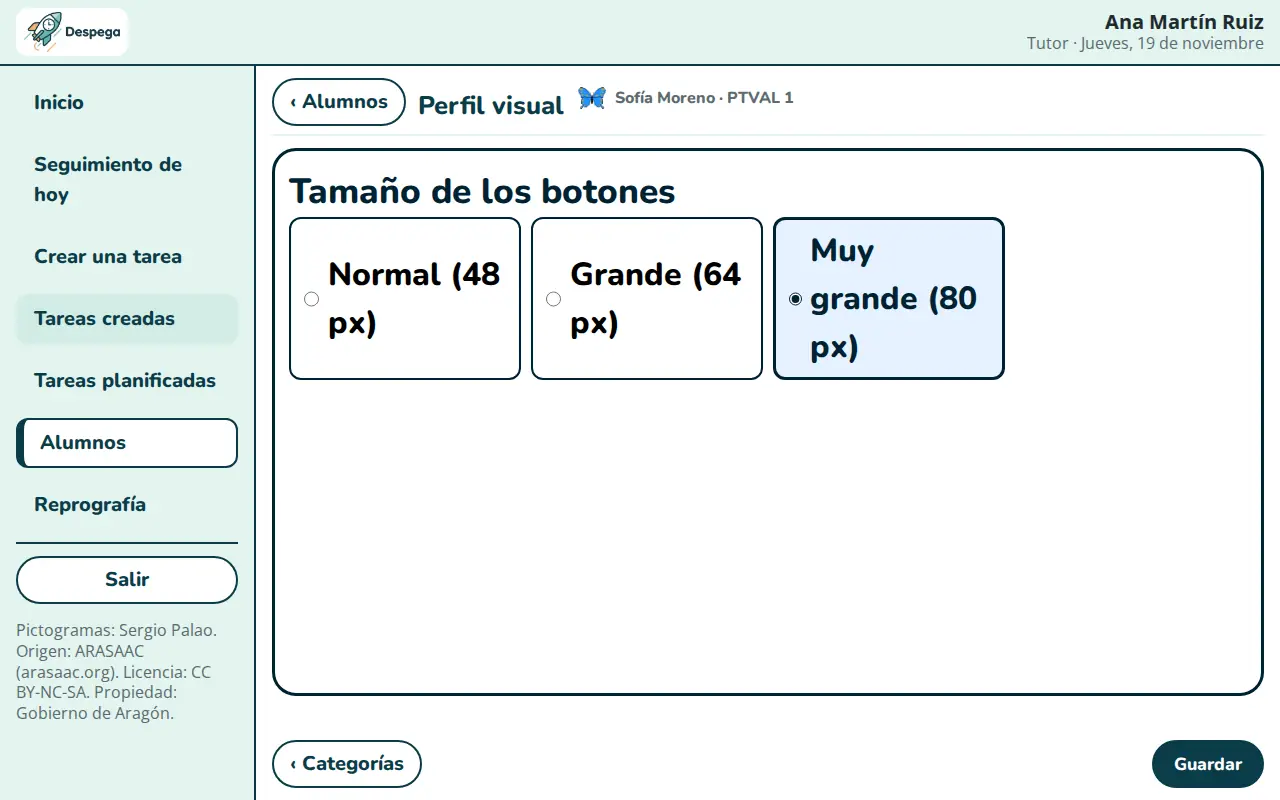 Despega
Ana Martín Ruiz
Tutor · Jueves, 19 de noviembre
Inicio
Seguimiento de
hoy
Crear una tarea
Tareas creadas
Tareas planificadas
Alumnos
Reprografía
Salir
Pictogramas: Sergio Palao.
Origen: ARASAAC
(arasaac.org). Licencia: CC
BY-NC-SA. Propiedad:
Gobierno de Aragón.
‹ Alumnos
Perfil visual
Sofía Moreno · PTVAL 1
Tamaño de los botones
Normal (48
px)
Grande (64
px)
Muy
grande (80
px)
‹ Categorías
Guardar